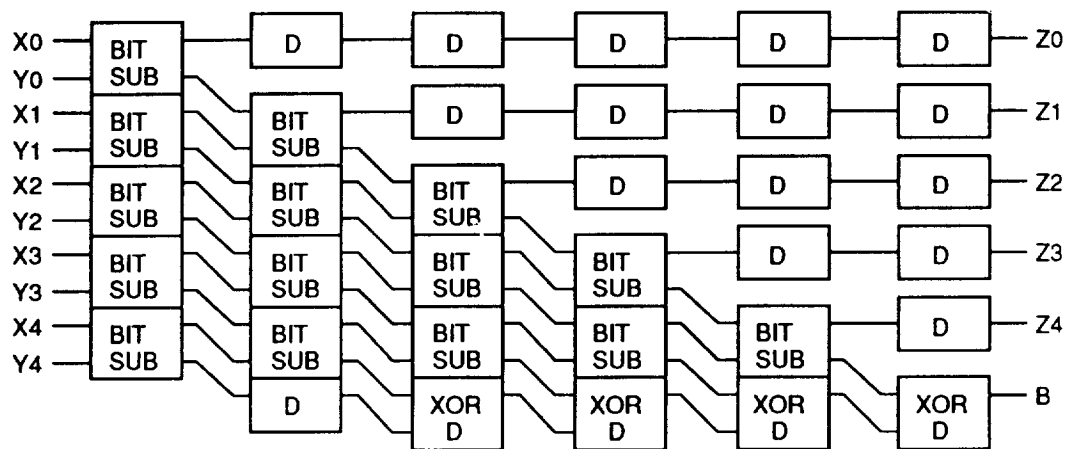 X0 BIT D D D D D Z0
Y0 SUB
X1 BIT BIT D D D D Z1
Y1 SUB SUB
X2 BIT BIT BIT D D D Z2
Y2 SUB SUB SUB
X3 BIT BIT BIT BIT D D Z3
Y3 SUB SUB SUB SUB
X4 BIT BIT BIT BIT BIT D Z4
Y4 SUB SUB SUB SUB SUB
D XOR XOR XOR XOR B
D D D D